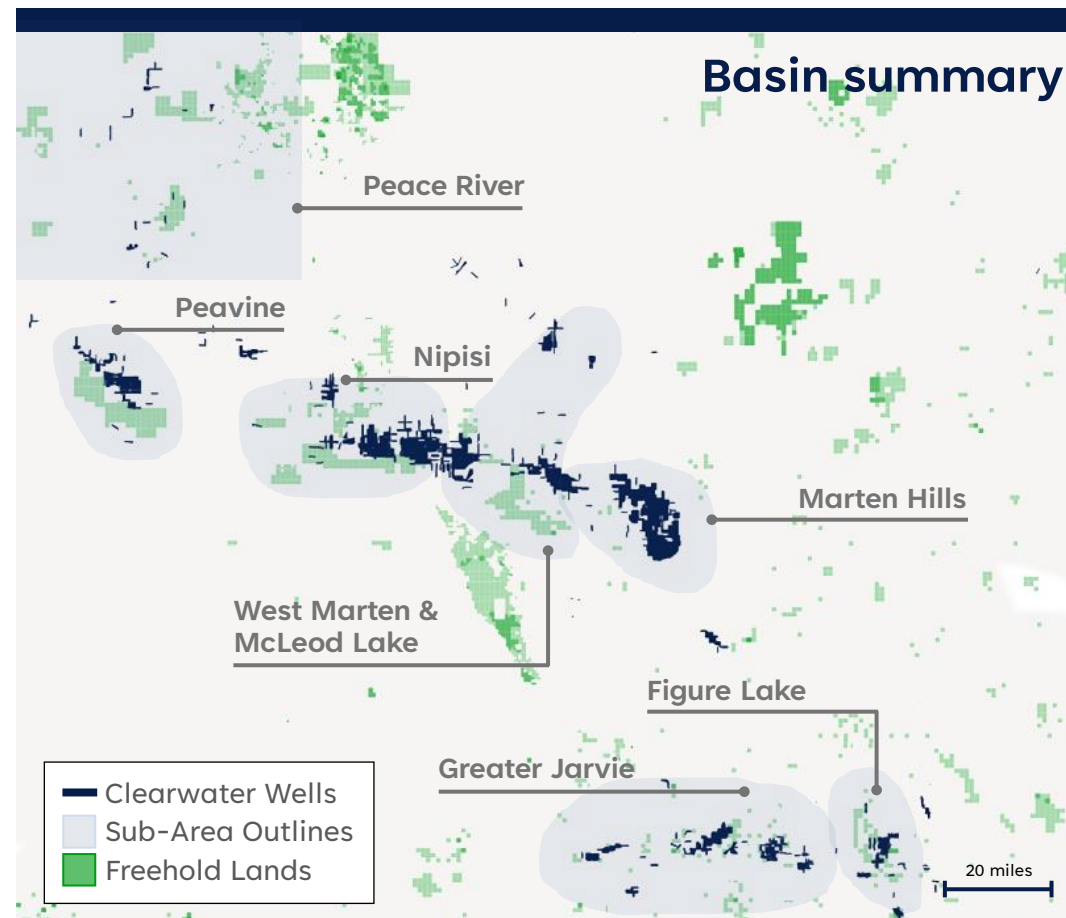 Basin summary
Peace River
Peavine
Nipisi
Marten Hills
West Marten &
McLeod Lake
Figure Lake
Greater Jarvie
Clearwater Wells
Sub-Area Outlines
Freehold Lands
20 miles